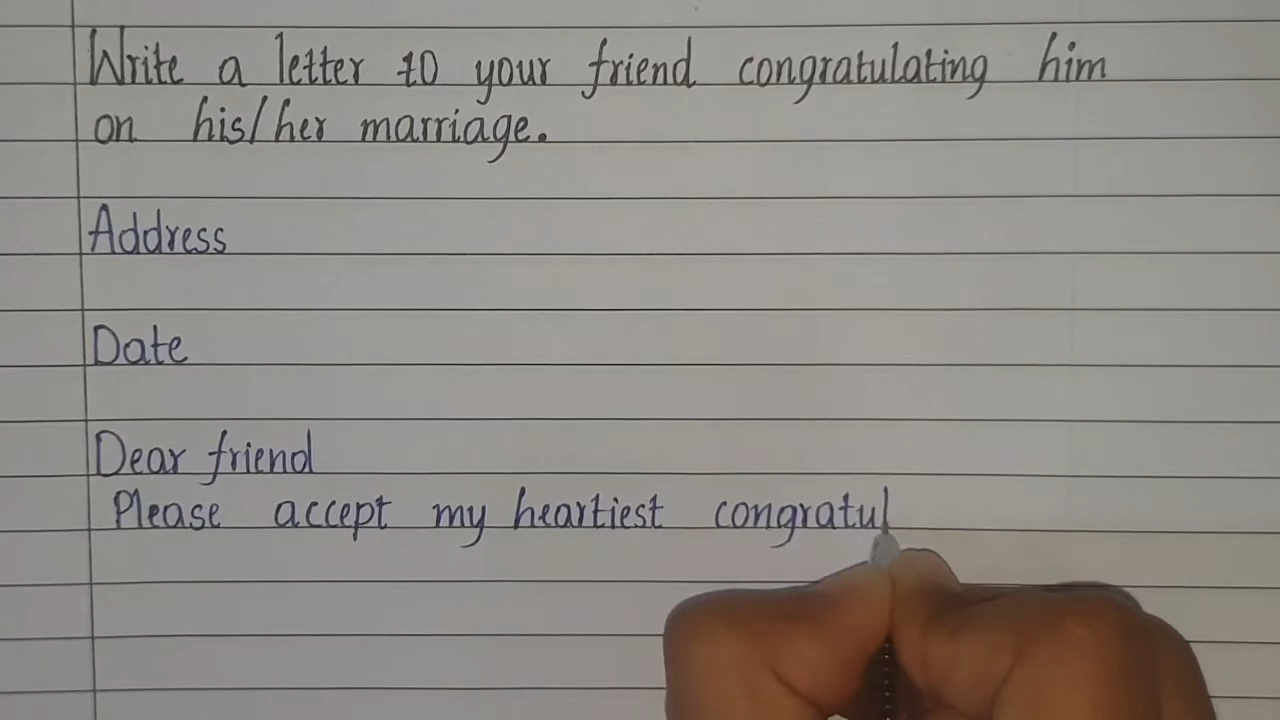 Write a letter to your friend congratulating him
on his/her marriage.
Address
Date
Dear friend
Please accept my heartiest congratul